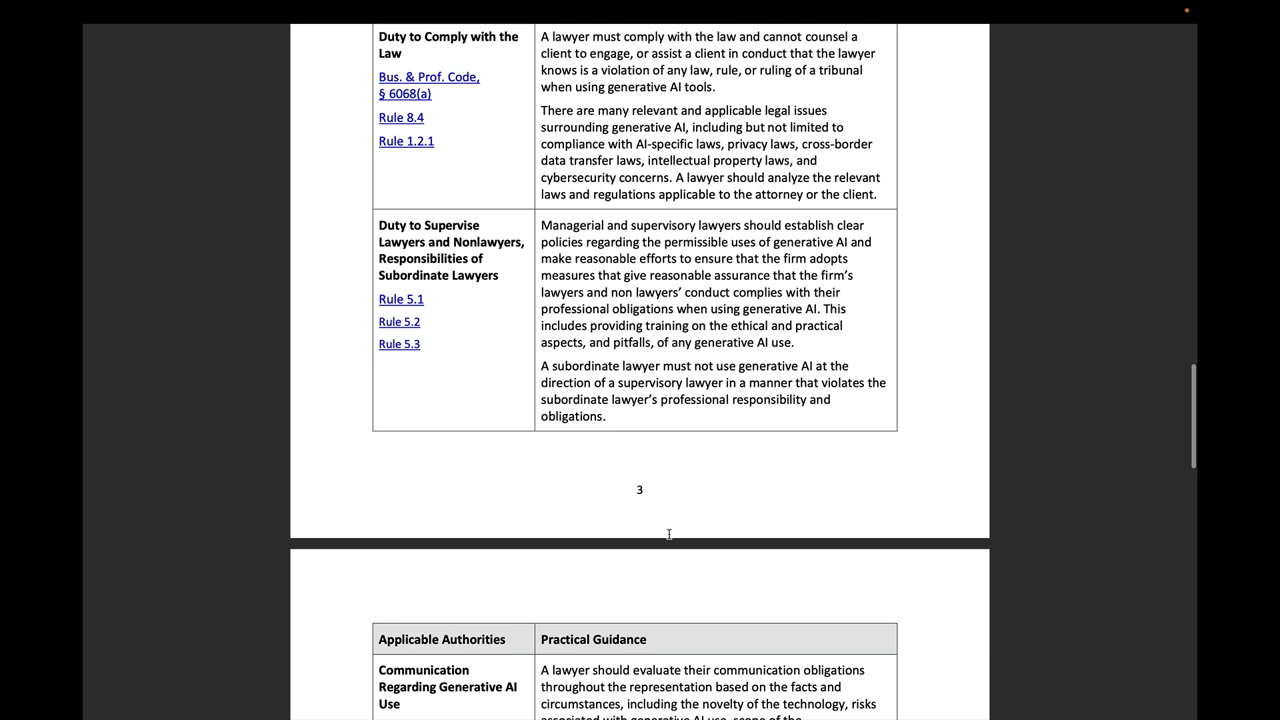 Duty to Comply with the
Law
Bus. & Prof. Code,
§ 6068(a)
Rule 8.4
Rule 1.2.1
A lawyer must comply with the law and cannot counsel a
client to engage, or assist a client in conduct that the lawyer
knows is a violation of any law, rule, or ruling of a tribunal
when using generative AI tools.
There are many relevant and applicable legal issues
surrounding generative AI, including but not limited to
compliance with AI-specific laws, privacy laws, cross-border
data transfer laws, intellectual property laws, and
cybersecurity concerns. A lawyer should analyze the relevant
laws and regulations applicable to the attorney or the client.
Duty to Supervise
Lawyers and Nonlawyers,
Responsibilities of
Subordinate Lawyers
Rule 5.1
Rule 5.2
Rule 5.3
Managerial and supervisory lawyers should establish clear
policies regarding the permissible uses of generative AI and
make reasonable efforts to ensure that the firm adopts
measures that give reasonable assurance that the firm's
lawyers and non lawyers' conduct complies with their
professional obligations when using generative AI. This
includes providing training on the ethical and practical
aspects, and pitfalls, of any generative AI use.
A subordinate lawyer must not use generative AI at the
direction of a supervisory lawyer in a manner that violates the
subordinate lawyer's professional responsibility and
obligations.
3
Applicable Authorities
Practical Guidance
Communication
Regarding Generative AI
Use
A lawyer should evaluate their communication obligations
throughout the representation based on the facts and
circumstances, including the novelty of the technology, risks
associated with generative AI use, scope of the